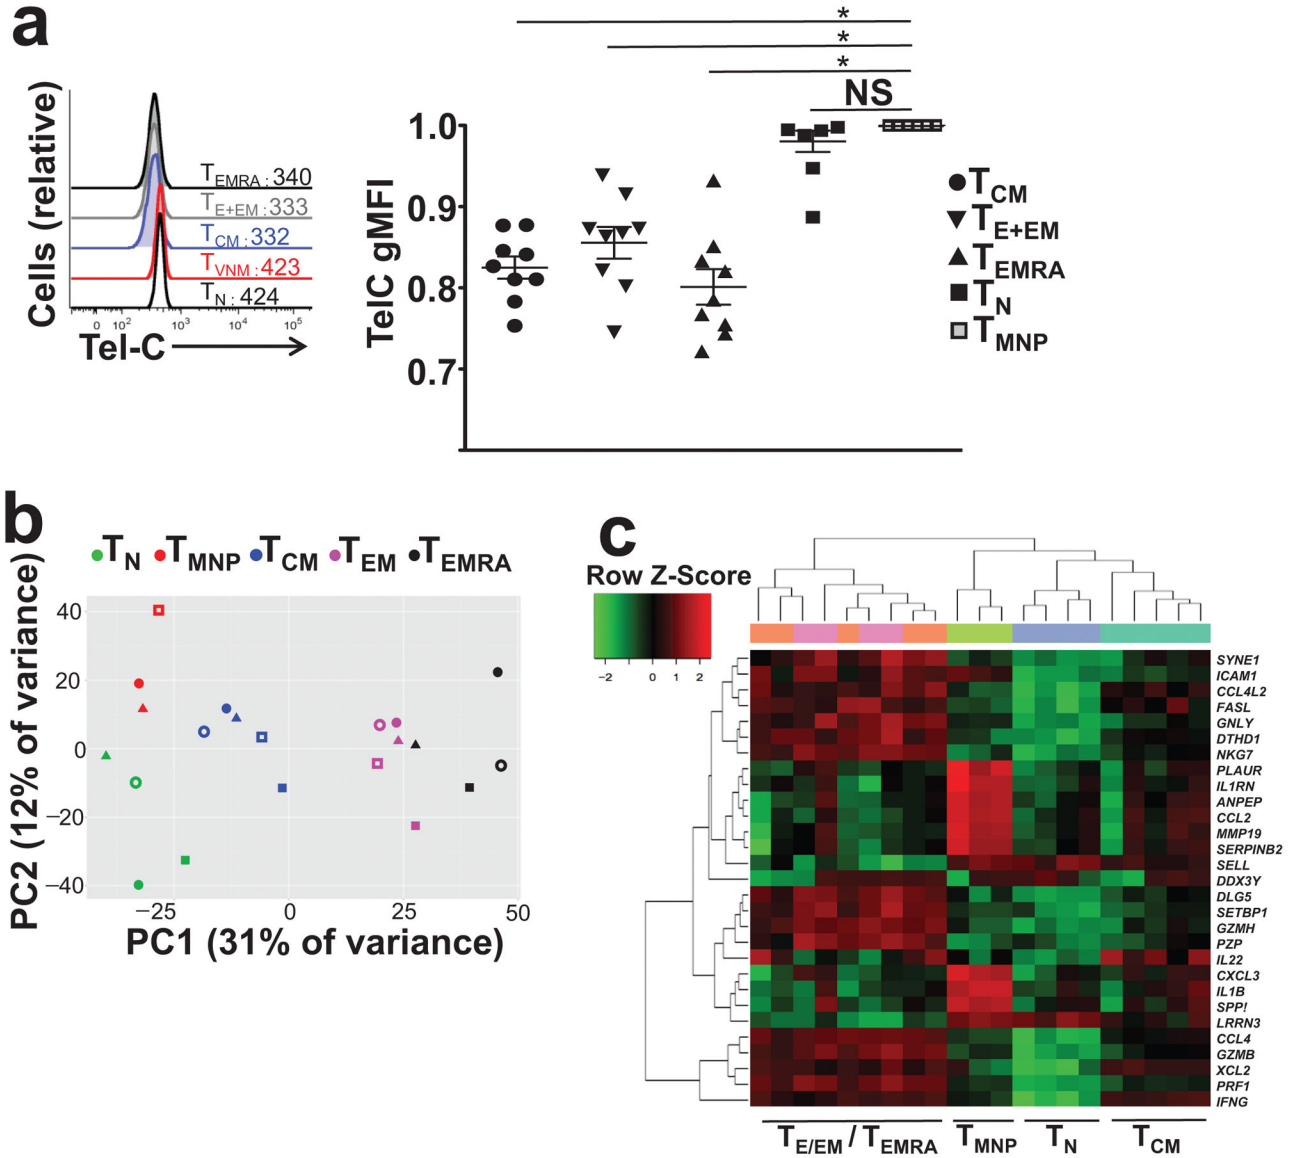 a
*
*
*
NS
Cells (relative)
TEMRA : 340
TE+EM : 333
TCM : 332
TVNM : 423
TN : 424
0 10² 10³ 10⁴ 10⁵
Tel-C
TelC gMFI
1.0
0.9
0.8
0.7
TCM
TE+EM
TEMRA
TN
TMNP
b
TN TMNP TCM TEM TEMRA
PC2 (12% of variance)
40
20
0
−20
−40
−25 0 25 50
PC1 (31% of variance)
c
Row Z-Score
−2 0 1 2
SYNE1
ICAM1
CCL4L2
FASL
GNLY
DTHD1
NKG7
PLAUR
IL1RN
ANPEP
CCL2
MMP19
SERPINB2
SELL
DDX3Y
DLG5
SETBP1
GZMH
PZP
IL22
CXCL3
IL1B
SPP!
LRRN3
CCL4
GZMB
XCL2
PRF1
IFNG
TE/EM / TEMRA TMNP TN TCM